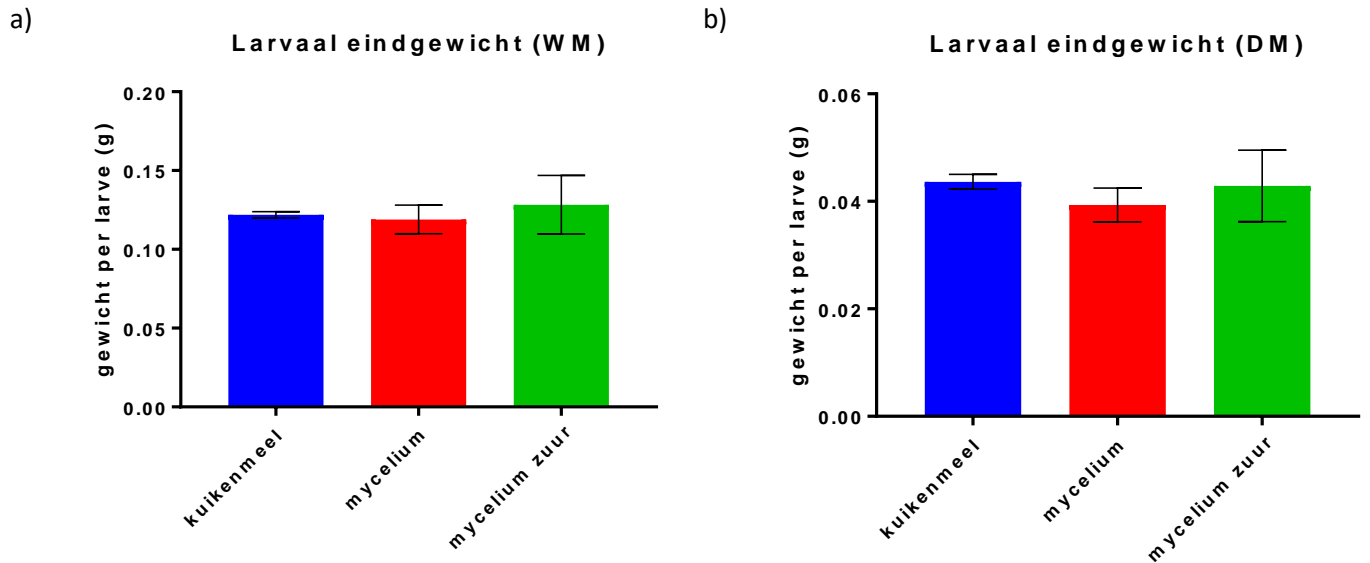 a)
Larvaal eindgewicht (WM)
gewicht per larve (g)
0.20
0.15
0.10
0.05
0.00
kuikenmeel
mycelium
mycelium zuur
b)
Larvaal eindgewicht (DM)
gewicht per larve (g)
0.06
0.04
0.02
0.00
kuikenmeel
mycelium
mycelium zuur